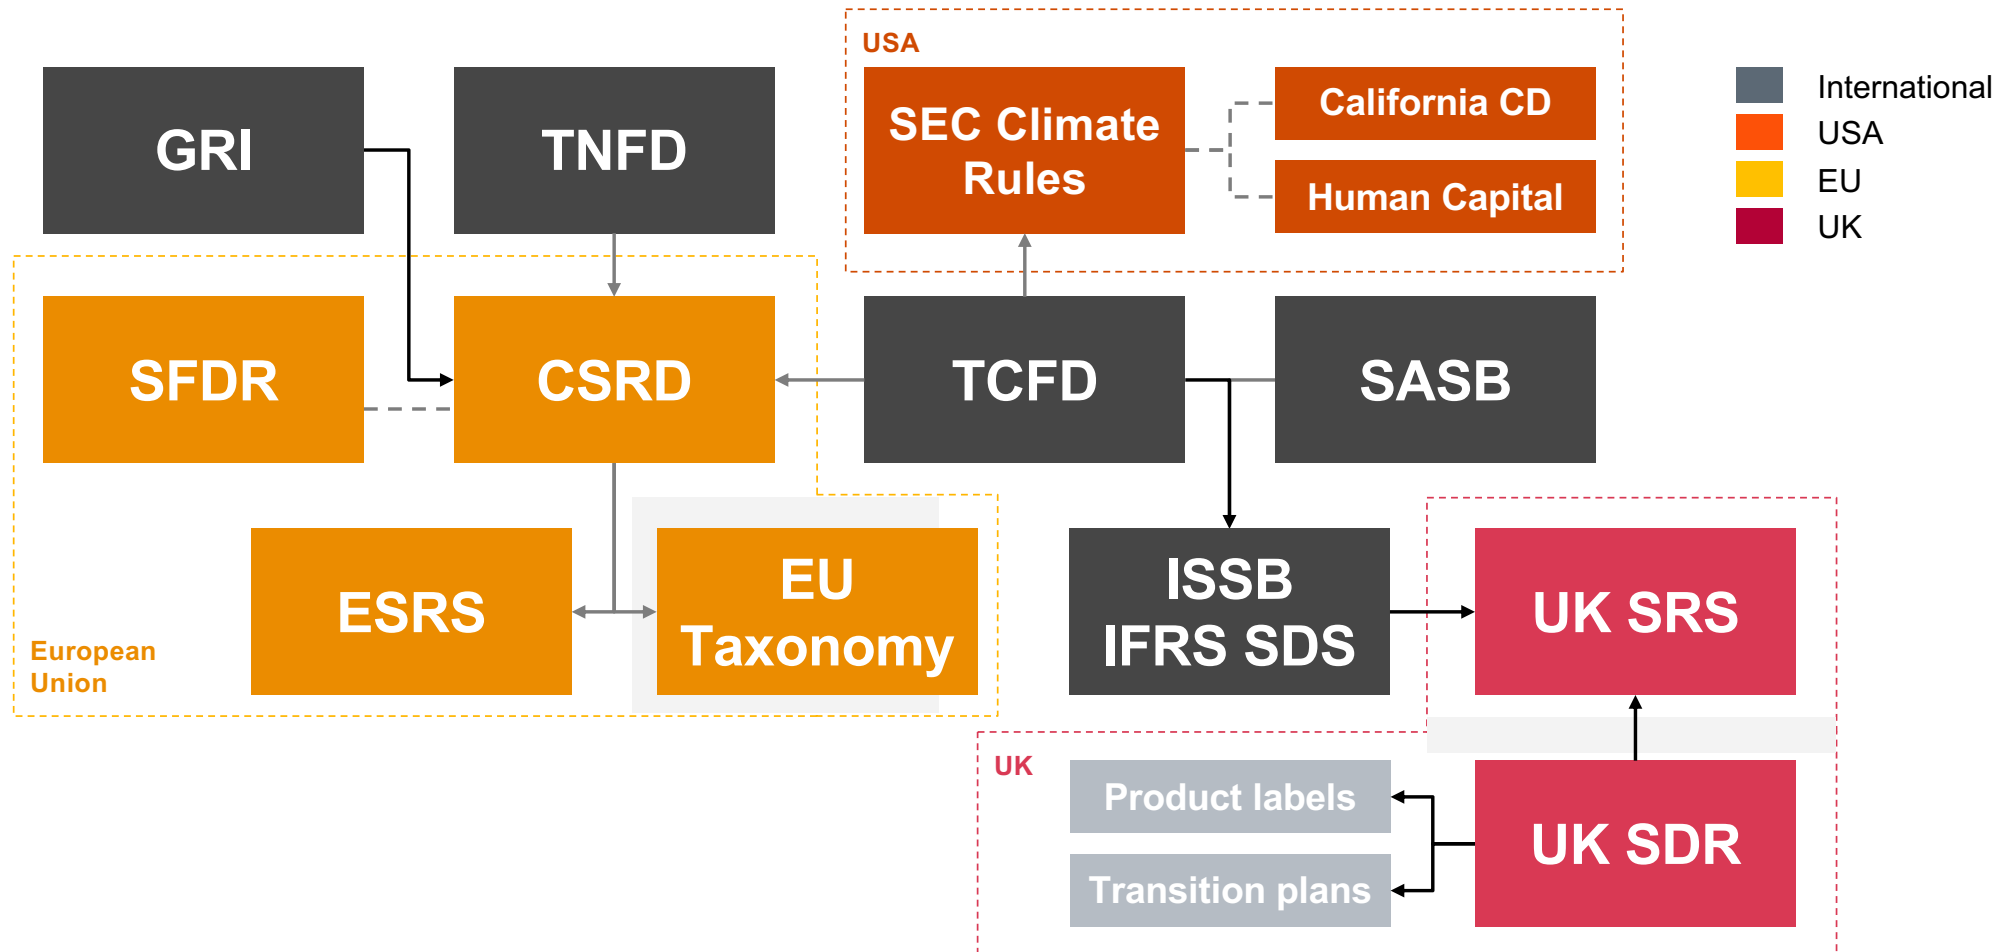 USA
GRI
TNFD
SEC Climate
Rules
California CD
Human Capital
International
USA
EU
UK
SFDR
CSRD
TCFD
SASB
ESRS
EU
Taxonomy
ISSB
IFRS SDS
UK SRS
European
Union
UK
Product labels
Transition plans
UK SDR